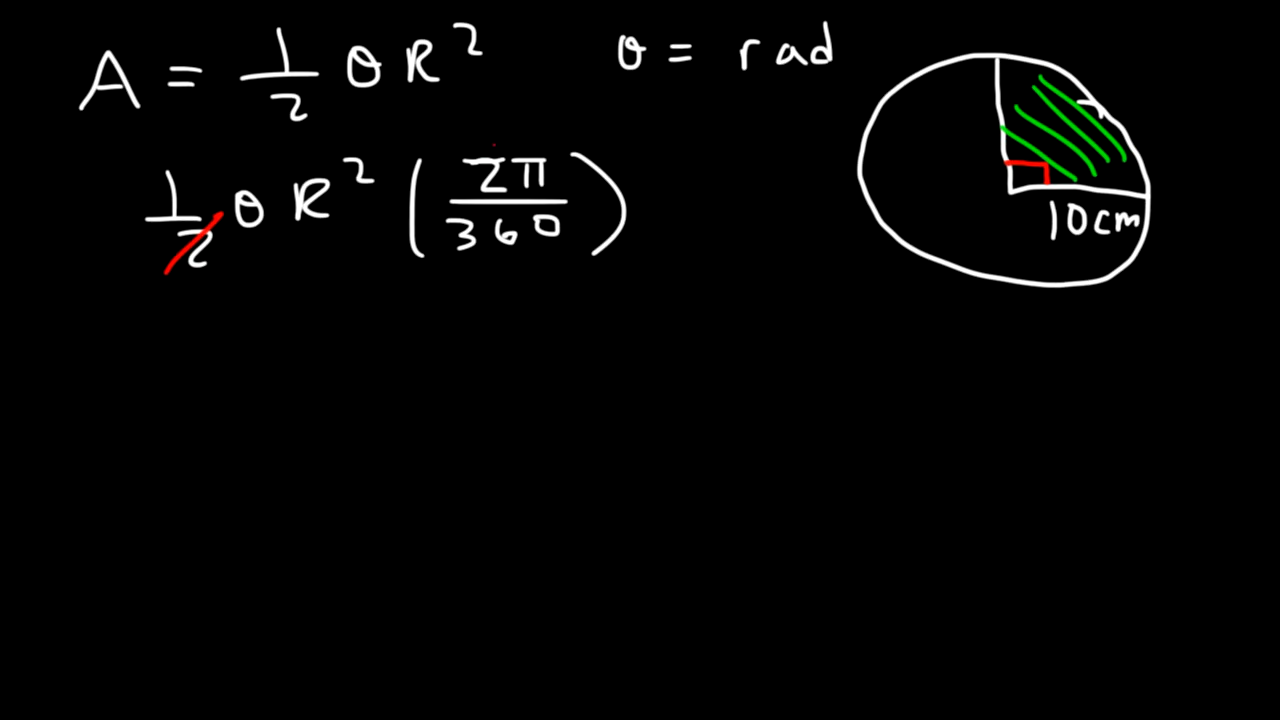 A = 1/2 θ R² θ = rad
1/2 θ R² (2π/360)
10cm